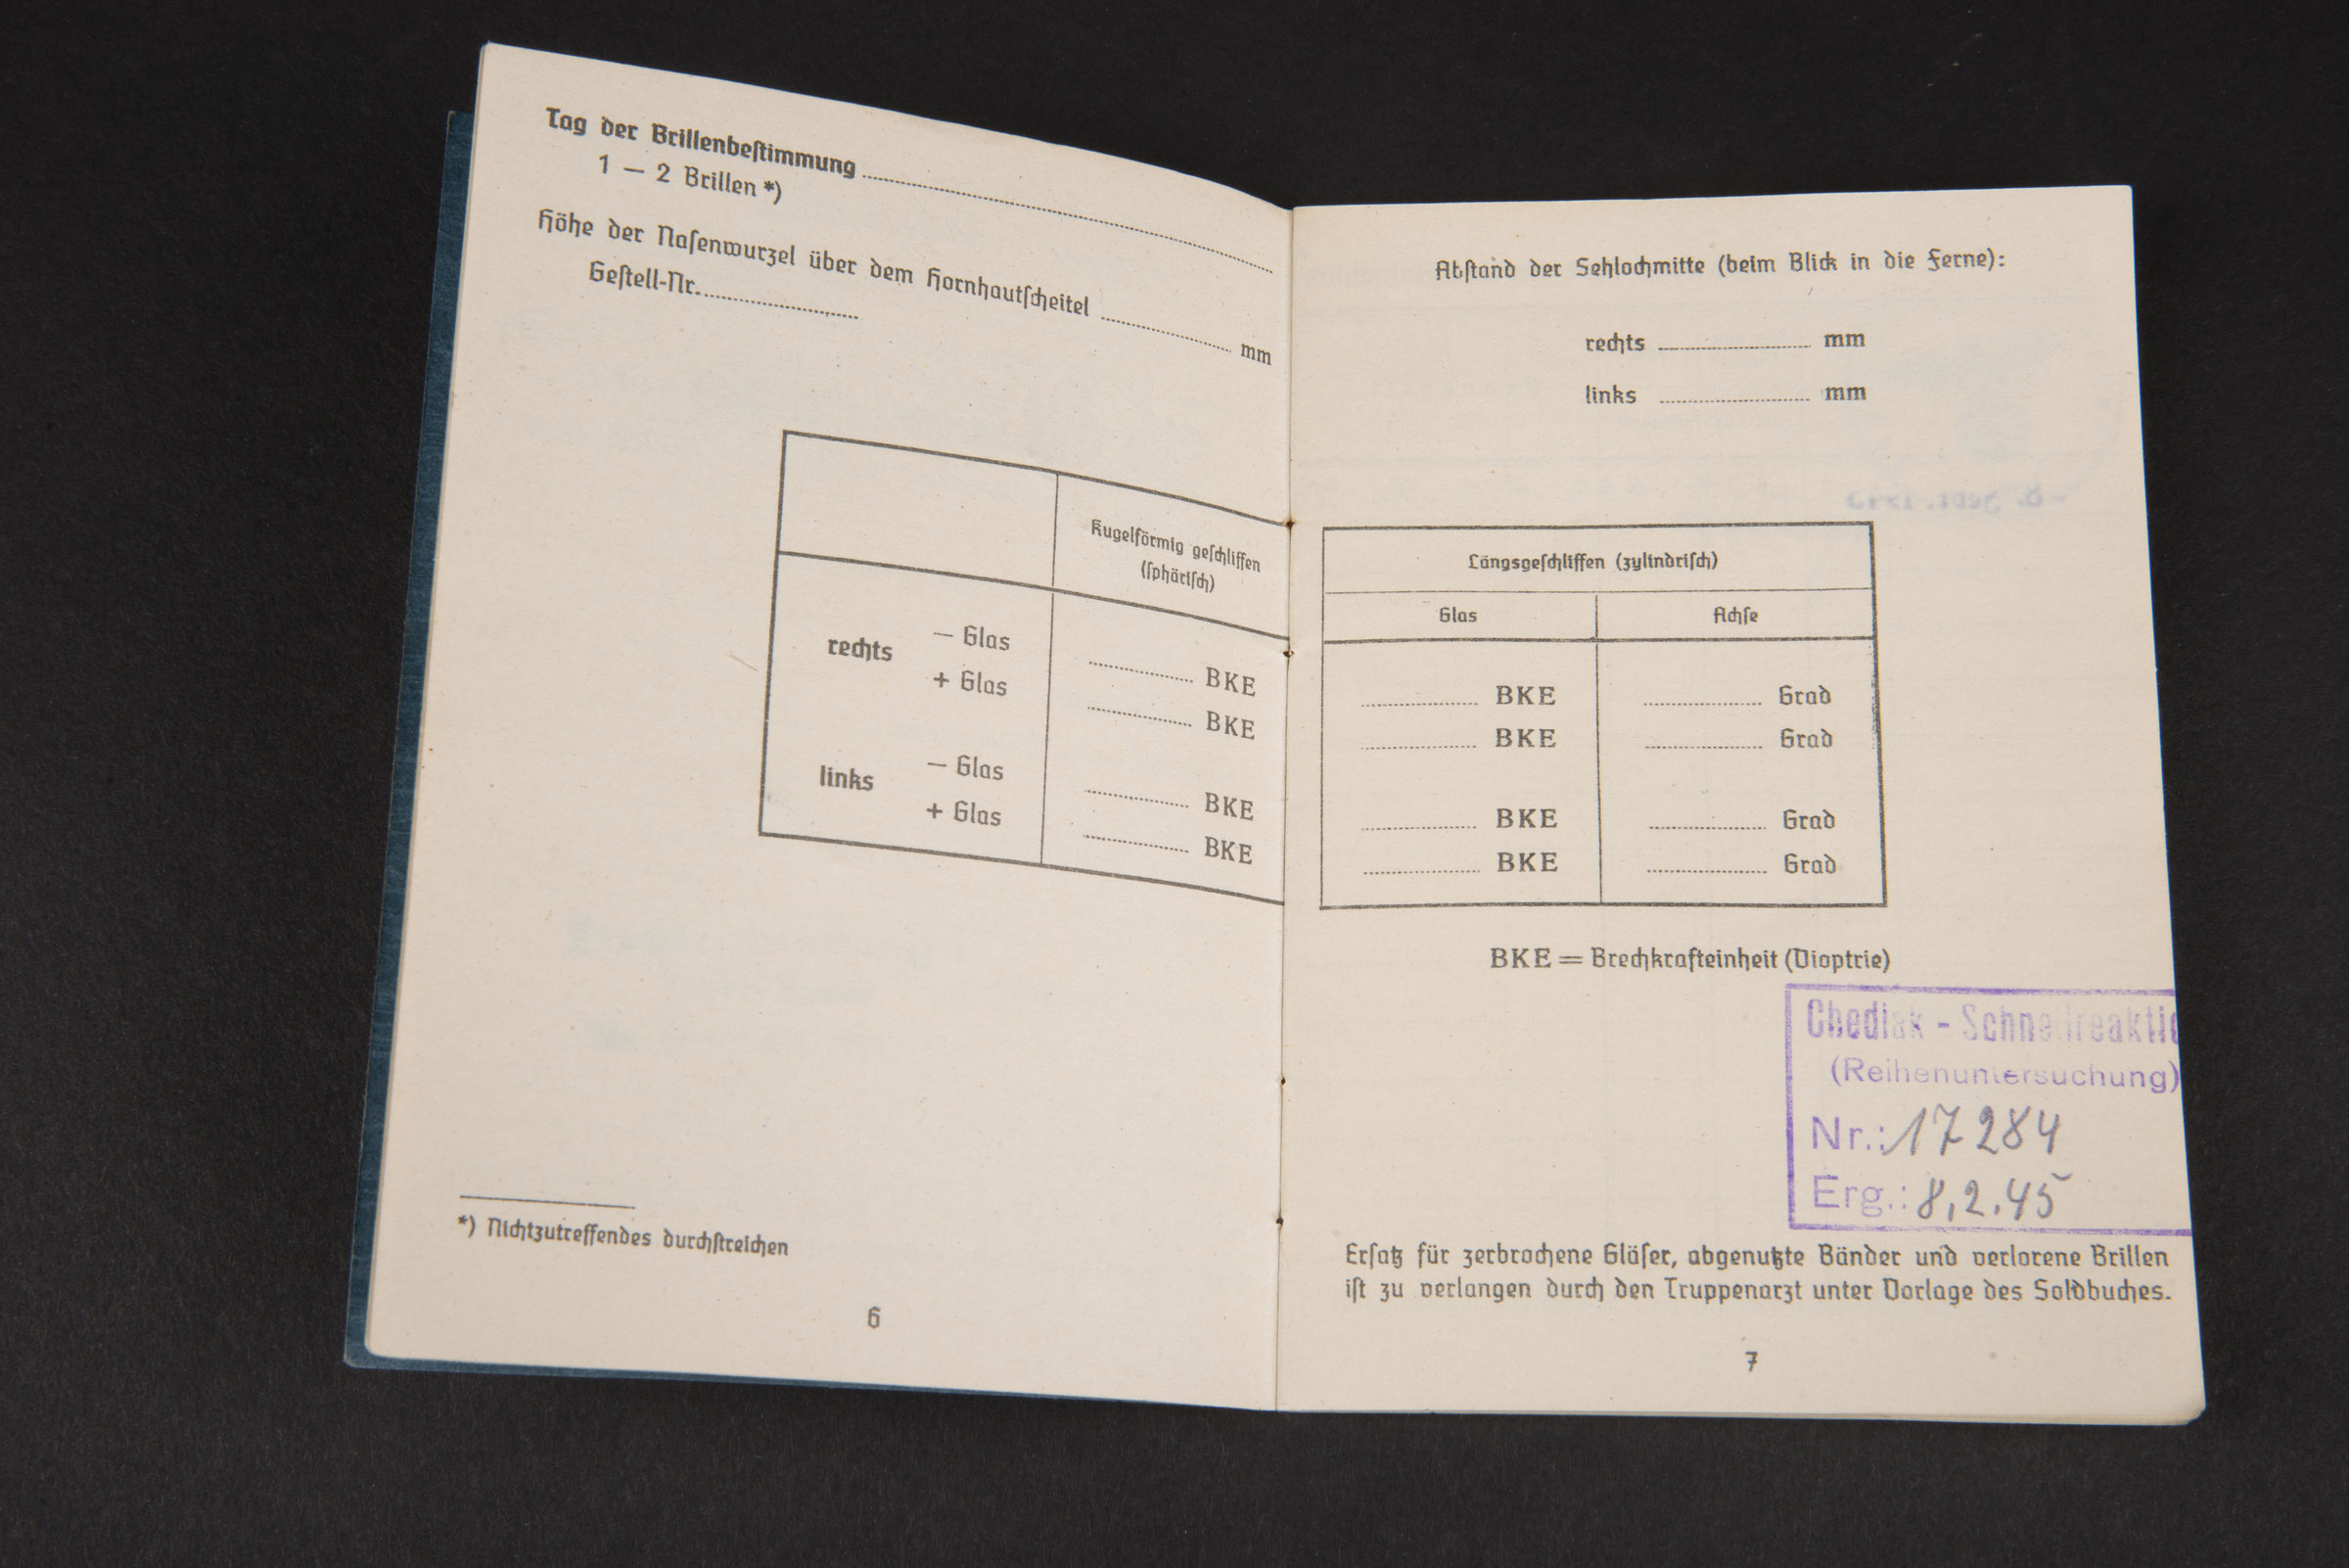 Tag der Brillenbeſtimmung
1 — 2 Brillen *)
Höhe der Naſenwurzel über dem Hornhautſcheitel mm
Geſtell-Nr.
Kugelförmig geſchliffen
(ſphäriſch)
rechts — Glas BKE
+ Glas BKE
links — Glas BKE
+ Glas BKE
*) Nichtzutreffendes durchſtreichen
6
Abſtand der Sehlochmitte (beim Blick in die Ferne):
rechts mm
links mm
Längsgeſchliffen (zylindriſch)
Glas Achſe
BKE Grad
BKE Grad
BKE Grad
BKE Grad
BKE = Brechkrafteinheit (Dioptrie)
Chediak - Schnellreaktio
(Reihenuntersuchung)
Nr.: 17284
Erg.: 8.2.45
Erſatz für zerbrochene Gläſer, abgenutzte Bänder und verlorene Brillen
iſt zu verlangen durch den Truppenarzt unter Vorlage des Soldbuches.
7